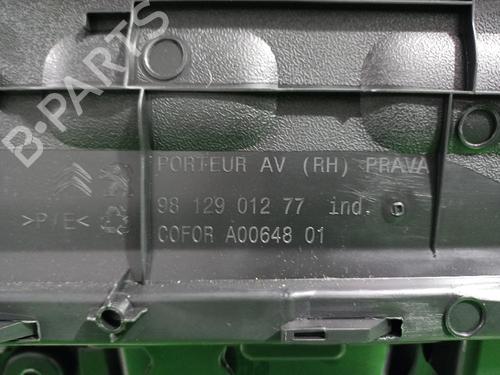 B-PARTS
PORTEUR AV (RH) PRAVA
98 129 012 77 ind. D
>P/E<
COFOR A00648 01